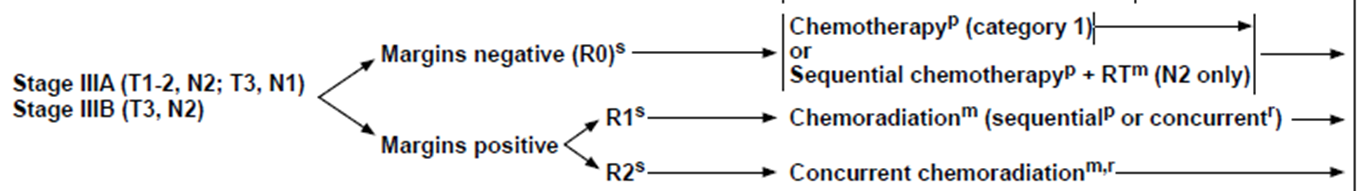 Chemotherapyᵖ (category 1)
Margins negative (R0)ˢ
or
Stage IIIA (T1-2, N2; T3, N1)
Sequential chemotherapyᵖ + RTᵐ (N2 only)
Stage IIIB (T3, N2)
R1ˢ
Chemoradiationᵐ (sequentialᵖ or concurrentʳ)
Margins positive
R2ˢ
Concurrent chemoradiationᵐ,ʳ